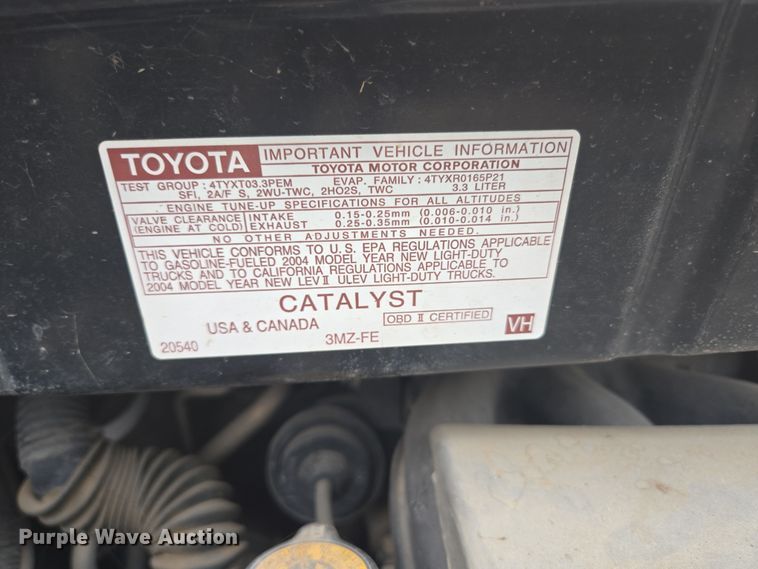 TOYOTA IMPORTANT VEHICLE INFORMATION
TOYOTA MOTOR CORPORATION
TEST GROUP : 4TYXT03.3PEM EVAP. FAMILY : 4TYXR0165P21
SFI, 2A/F S, 2WU-TWC, 2HO2S, TWC 3.3 LITER
ENGINE TUNE-UP SPECIFICATIONS FOR ALL ALTITUDES
VALVE CLEARANCE INTAKE 0.15-0.25mm (0.006-0.010 in.)
(ENGINE AT COLD) EXHAUST 0.25-0.35mm (0.010-0.014 in.)
NO OTHER ADJUSTMENTS NEEDED.
THIS VEHICLE CONFORMS TO U.S. EPA REGULATIONS APPLICABLE
TO GASOLINE-FUELED 2004 MODEL YEAR NEW LIGHT-DUTY
TRUCKS AND TO CALIFORNIA REGULATIONS APPLICABLE TO
2004 MODEL YEAR NEW LEV II ULEV LIGHT-DUTY TRUCKS.
CATALYST
USA & CANADA OBD II CERTIFIED
20540 3MZ-FE VH
Purple Wave Auction